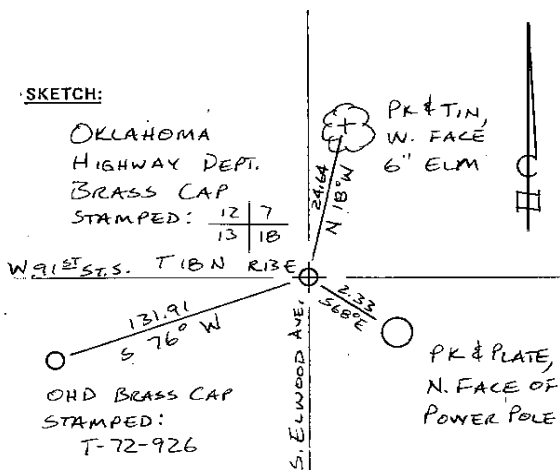 SKETCH:
OKLAHOMA
HIGHWAY DEPT.
BRASS CAP
STAMPED:
12 7
13 18
PK & TIN,
W. FACE
6" ELM
24.64
N 18° W
W 91ST ST. S. T 18 N R13E
131.91
S 76° W
2.33
S68°E
OHD BRASS CAP
STAMPED:
T-72-926
S. ELWOOD AVE.
PK & PLATE,
N. FACE OF
POWER POLE